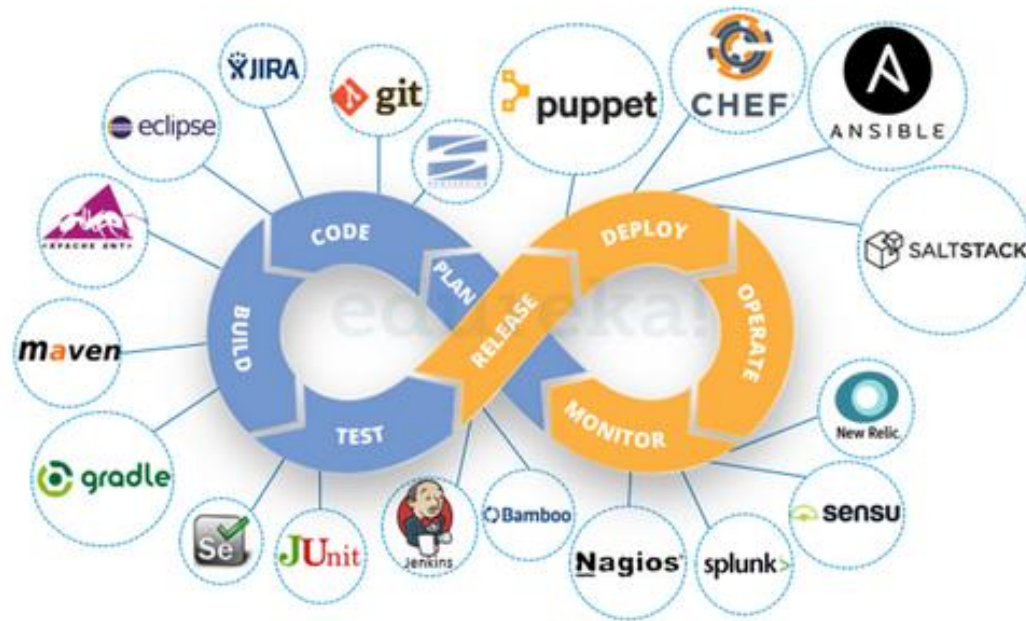 JIRA
git
eclipse
puppet
CHEF
ANSIBLE
APACHE ANT
SALTSTACK
CODE
PLAN
DEPLOY
BUILD
RELEASE
OPERATE
edureka!
maven
TEST
MONITOR
New Relic.
gradle
Se
JUnit
Jenkins
Bamboo
Nagios
splunk>
sensu